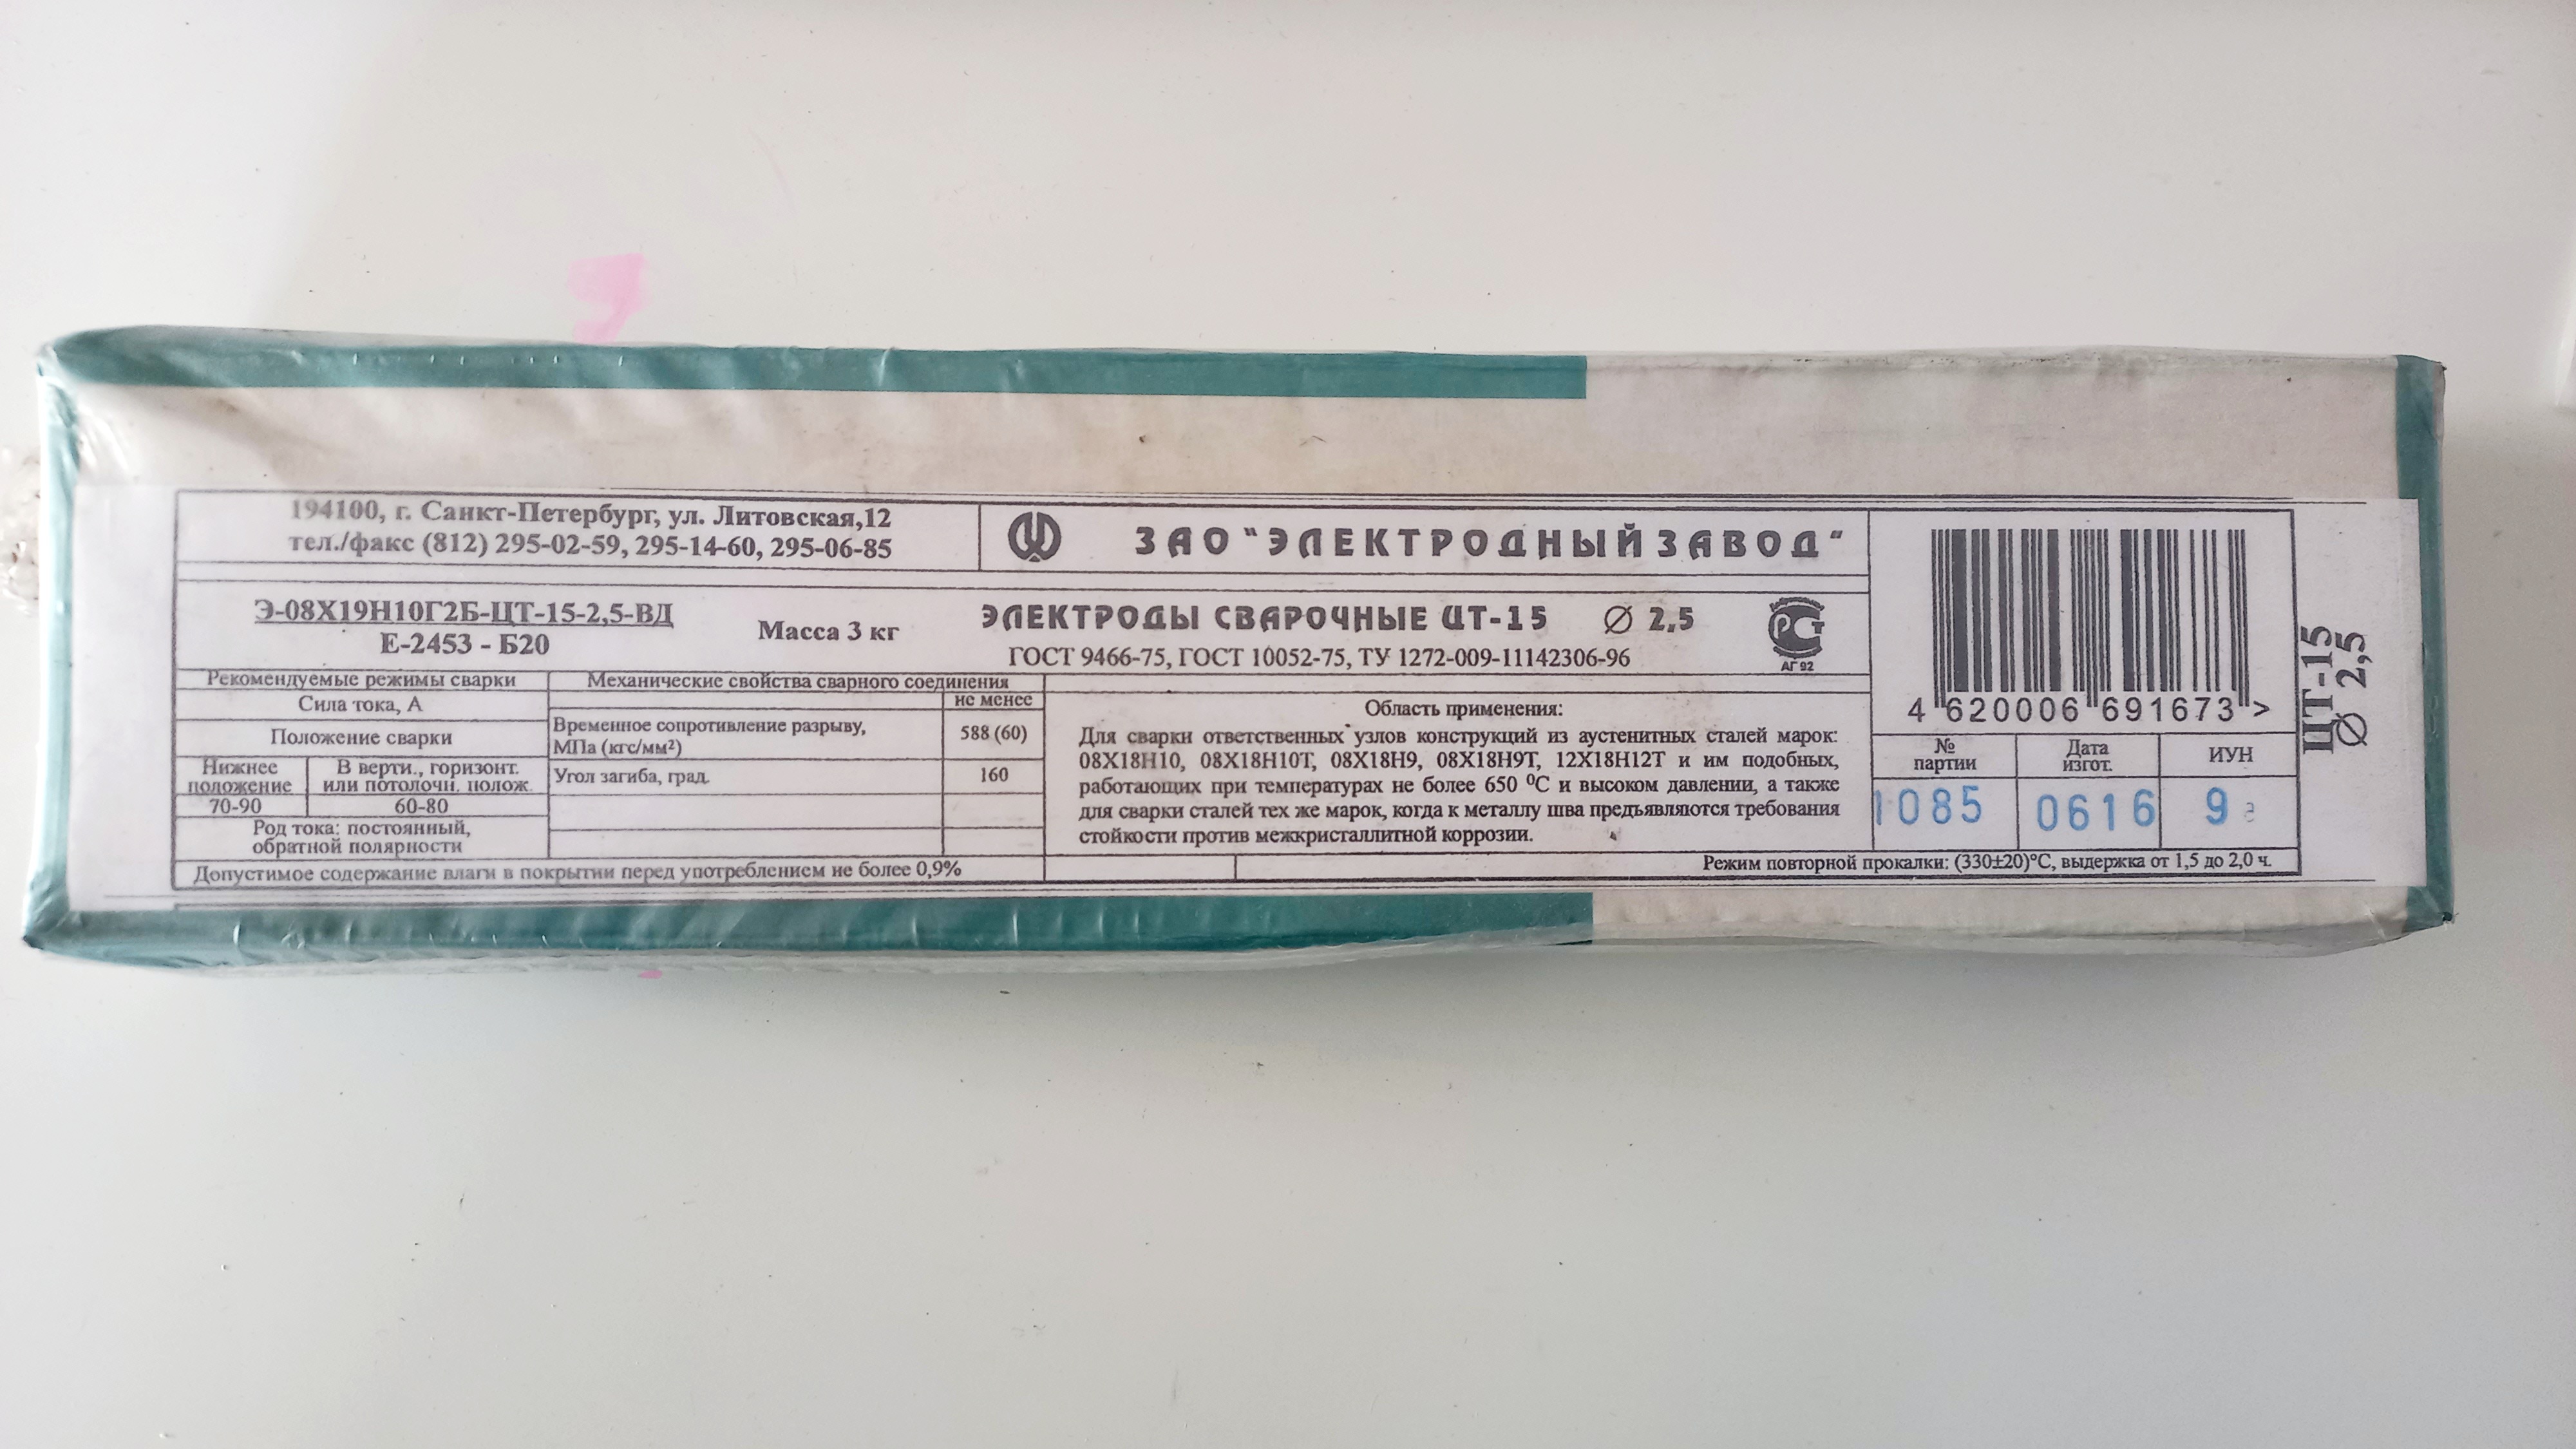 194100, г. Санкт-Петербург, ул. Литовская,12
тел./факс (812) 295-02-59, 295-14-60, 295-06-85
ЗАО "ЭЛЕКТРОДНЫЙ ЗАВОД"
Э-08Х19Н10Г2Б-ЦТ-15-2,5-ВД
Е-2453 - Б20
Масса 3 кг
ЭЛЕКТРОДЫ СВАРОЧНЫЕ ЦТ-15 Ø 2,5
ГОСТ 9466-75, ГОСТ 10052-75, ТУ 1272-009-11142306-96
РСТ
АГ 92
Рекомендуемые режимы сварки
Сила тока, А
Положение сварки
Нижнее
положение
В верти., горизонт.
или потолочн. полож.
70-90
60-80
Род тока: постоянный,
обратной полярности
Механические свойства сварного соединения
не менее
Временное сопротивление разрыву,
МПа (кгс/мм²)
588 (60)
Угол загиба, град.
160
Допустимое содержание влаги в покрытии перед употреблением не более 0,9%
Область применения:
Для сварки ответственных узлов конструкций из аустенитных сталей марок:
08Х18Н10, 08Х18Н10Т, 08Х18Н9, 08Х18Н9Т, 12Х18Н12Т и им подобных,
работающих при температурах не более 650 ⁰С и высоком давлении, а также
для сварки сталей тех же марок, когда к металлу шва предьявляются требования
стойкости против межкристаллитной коррозии.
4 620006 691673 >
№
партии
Дата
изгот.
ИУН
1085
0616
9
Режим повторной прокалки: (330±20)°С, выдержка от 1,5 до 2,0 ч.
ЦТ-15
Ø 2,5